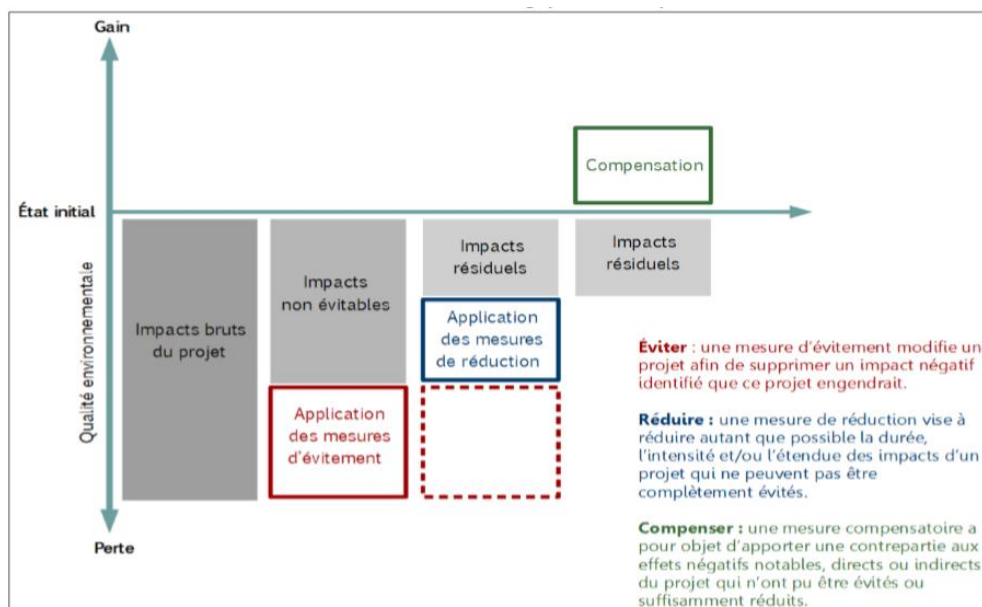 Gain
Compensation
État initial
Impacts bruts
du projet
Impacts
non évitables
Impacts
résiduels
Impacts
résiduels
Application
des mesures
de réduction
Application
des mesures
d'évitement
Qualité environnementale
Perte
Éviter : une mesure d'évitement modifie un
projet afin de supprimer un impact négatif
identifié que ce projet engendrait.
Réduire : une mesure de réduction vise à
réduire autant que possible la durée,
l'intensité et/ou l'étendue des impacts d'un
projet qui ne peuvent pas être
complètement évités.
Compenser : une mesure compensatoire a
pour objet d'apporter une contrepartie aux
effets négatifs notables, directs ou indirects
du projet qui n'ont pu être évités ou
suffisamment réduits.